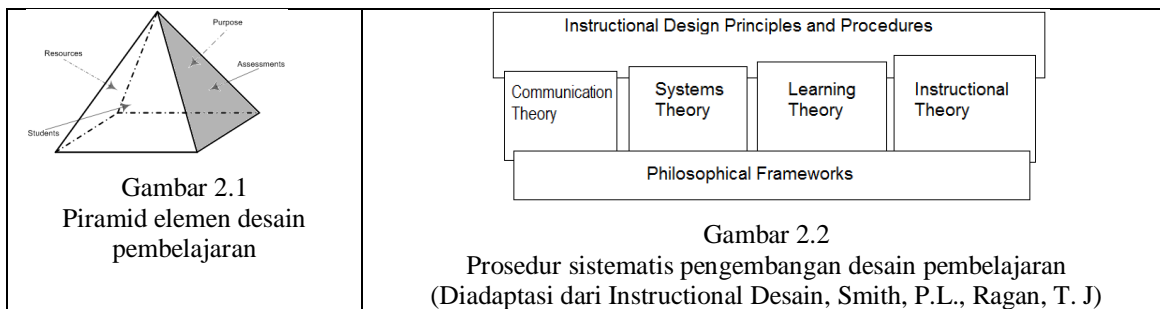 Purpose
Resources
Assessments
Students
Gambar 2.1
Piramid elemen desain
pembelajaran
Instructional Design Principles and Procedures
Communication
Theory
Systems
Theory
Learning
Theory
Instructional
Theory
Philosophical Frameworks
Gambar 2.2
Prosedur sistematis pengembangan desain pembelajaran
(Diadaptasi dari Instructional Desain, Smith, P.L., Ragan, T. J)